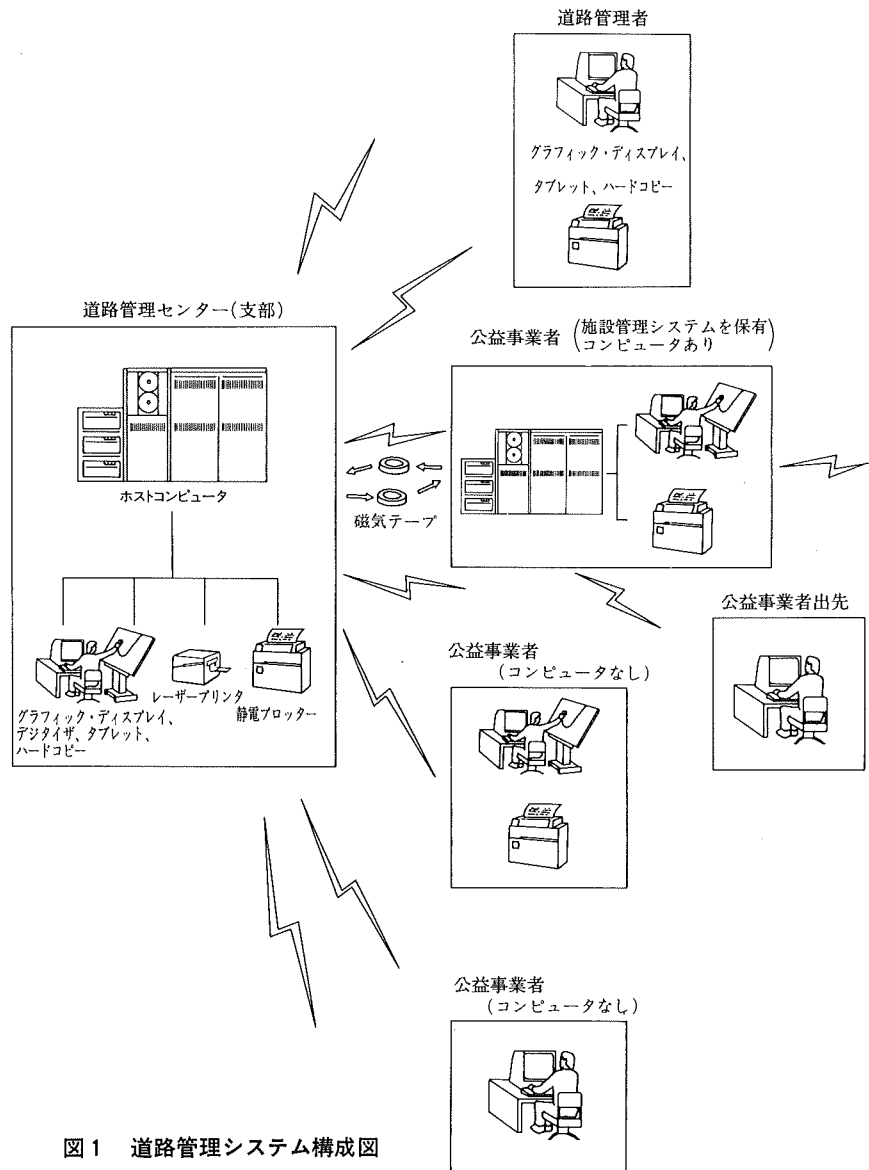 道路管理者
グラフィック・ディスプレイ、
タブレット、ハードコピー
道路管理センター(支部)
ホストコンピュータ
グラフィック・ディスプレイ、
デジタイザ、タブレット、
ハードコピー
レーザープリンタ
静電プロッター
磁気テープ
公益事業者(施設管理システムを保有)
(コンピュータあり
公益事業者出先
公益事業者
(コンピュータなし)
公益事業者
(コンピュータなし)
図1 道路管理システム構成図